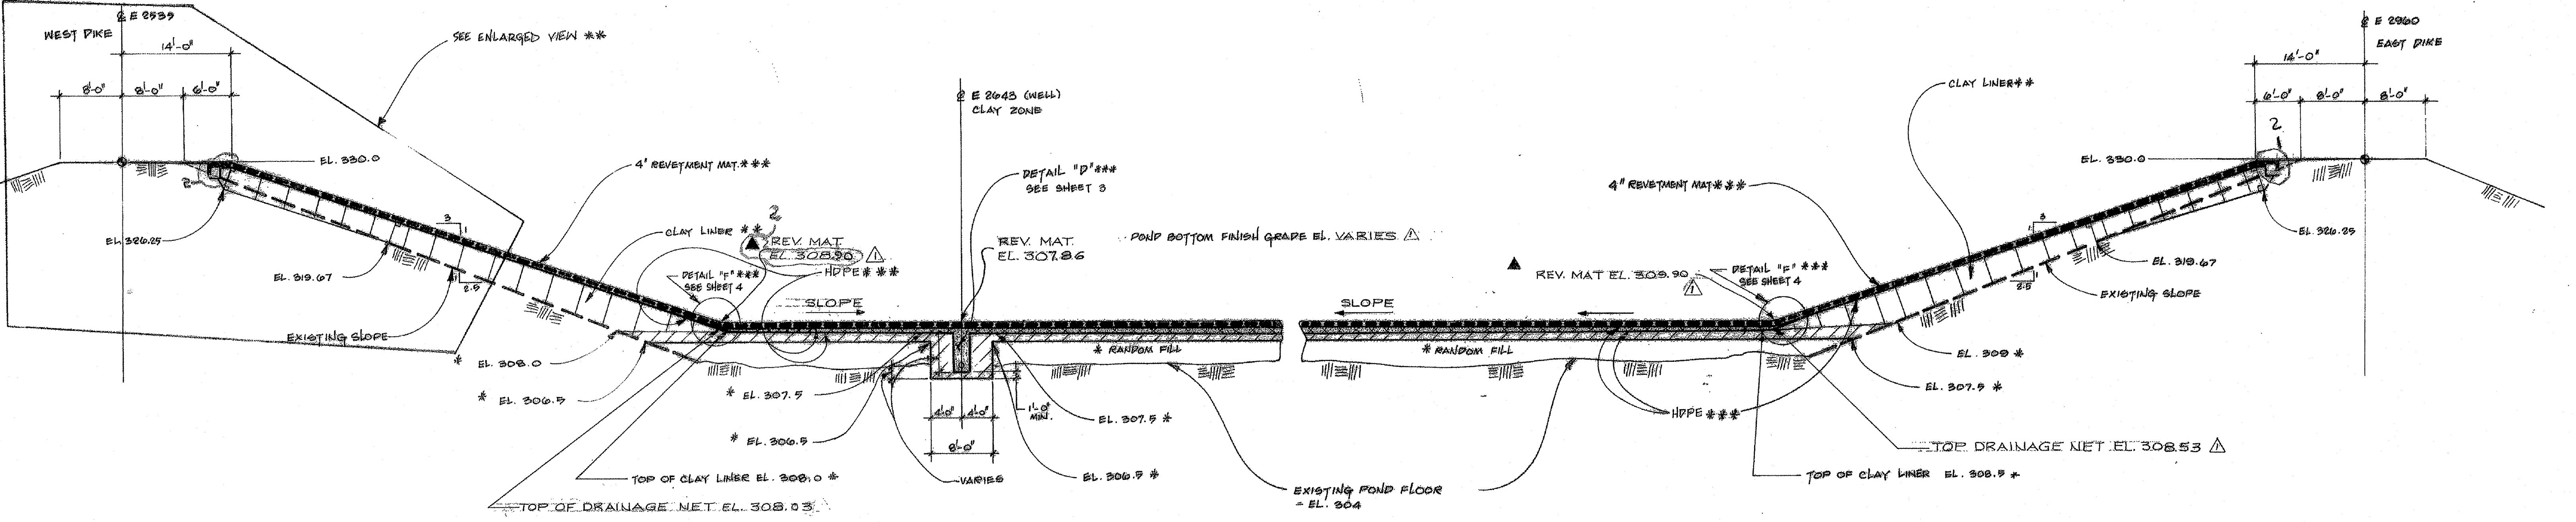 ℄ E 2535
WEST DIKE
14'-0"
8'-0" 8'-0" 6'-0"
SEE ENLARGED VIEW **
EL. 330.0
4' REVETMENT MAT.***
2
EL 326.25
3
1
EL. 319.67
1
2.5
EXISTING SLOPE
CLAY LINER **
2
REV. MAT.
EL 308.90 ⚠1
HDPE***
DETAIL "F"***
SEE SHEET 4
SLOPE
* EL. 308.0
* EL. 306.5
* EL. 307.5
* EL. 306.5
TOP OF CLAY LINER EL. 308.0 *
TOP OF DRAINAGE NET EL. 308.03
℄ E 2643 (WELL)
CLAY ZONE
DETAIL "D"***
SEE SHEET 3
REV. MAT.
EL. 307.86
POND BOTTOM FINISH GRADE EL. VARIES ⚠1
* RANDOM FILL
4'-0" 4'-0"
8'-0"
1'-0"
MIN.
EL. 307.5 *
EL. 306.5 *
VARIES
EXISTING POND FLOOR
- EL. 304
SLOPE
* RANDOM FILL
HDPE ***
REV. MAT EL. 309.90
1
DETAIL "F" ***
SEE SHEET 4
4" REVETMENT MAT***
CLAY LINER**
℄ E 2960
EAST DIKE
14'-0"
6'-0" 8'-0" 8'-0"
2
EL. 330.0
3
1
EL. 326.25
EL. 319.67
1
2.5
EXISTING SLOPE
EL. 309 *
EL. 307.5 *
TOP DRAINAGE NET EL. 308.53 ⚠1
TOP OF CLAY LINER EL. 308.5 *